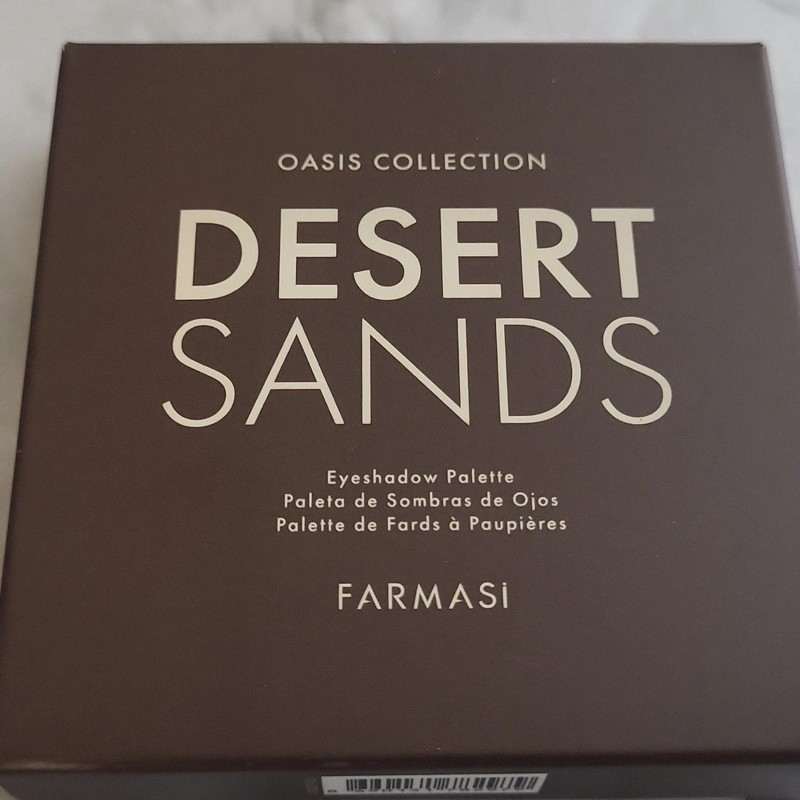 OASIS COLLECTION
DESERT
SANDS
Eyeshadow Palette
Paleta de Sombras de Ojos
Palette de Fards à Paupières
FARMASi